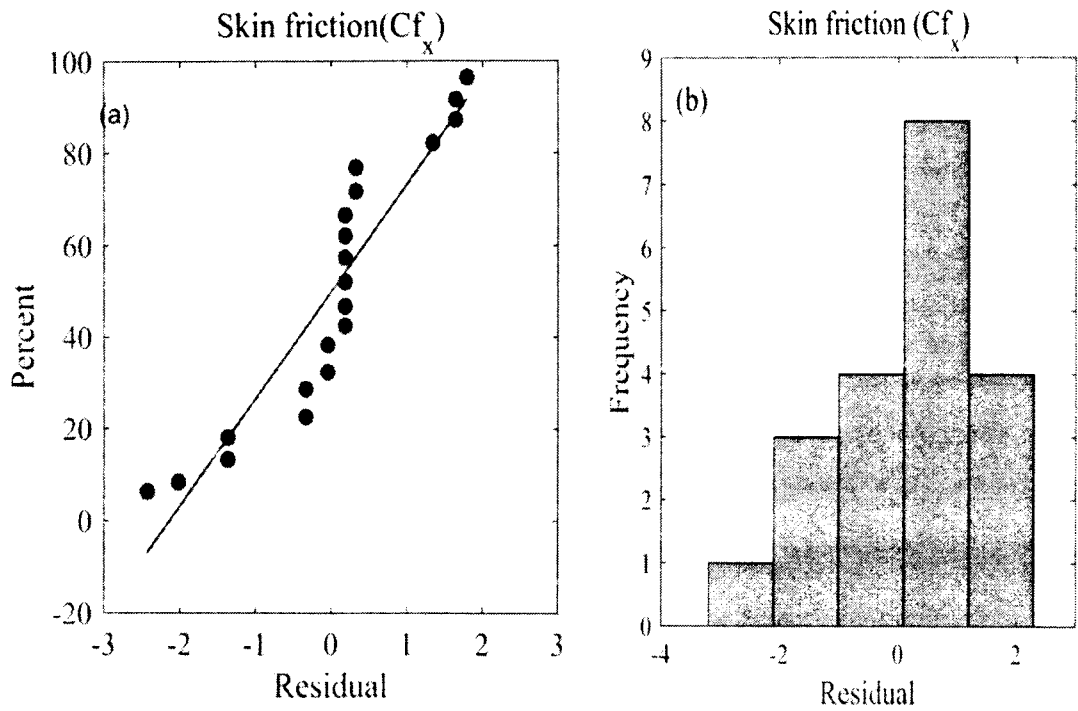 Skin friction(Cf_x)
(a)
100
80
60
40
20
0
-20
Percent
-3 -2 -1 0 1 2 3
Residual
Skin friction (Cf_x)
(b)
9
8
7
6
5
4
3
2
1
0
Frequency
-4 -2 0 2
Residual